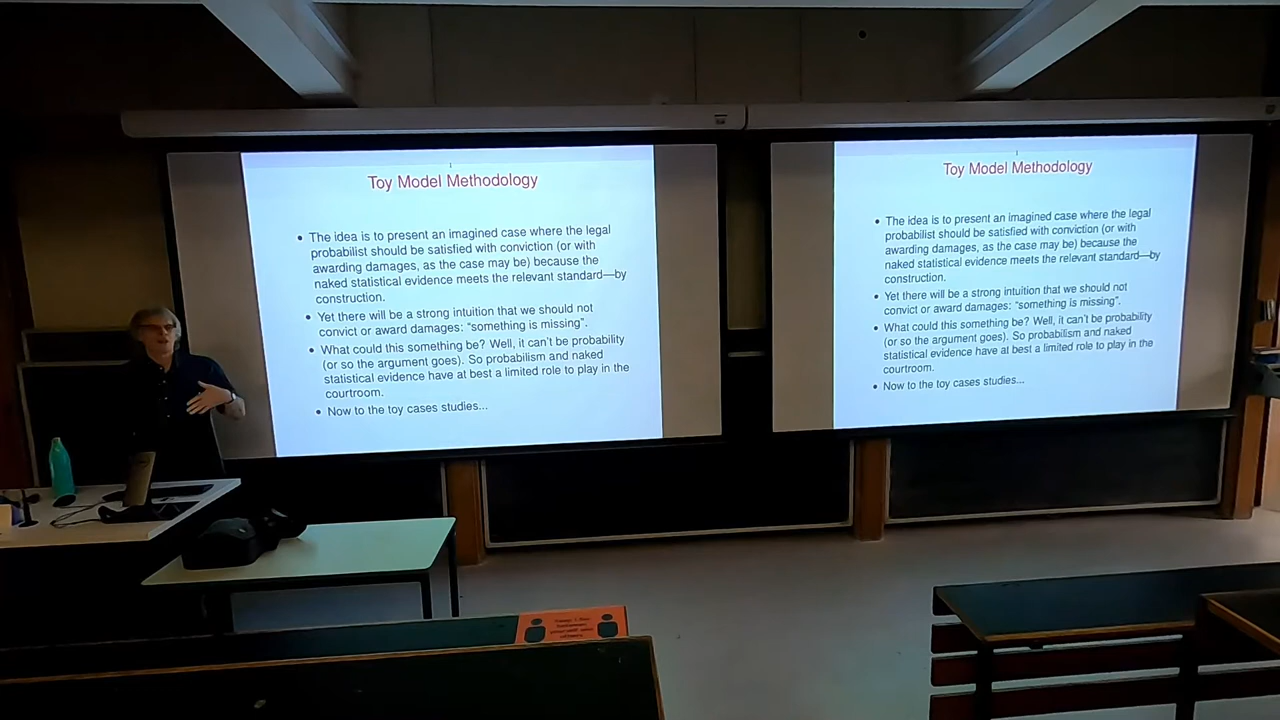 Toy Model Methodology
• The idea is to present an imagined case where the legal
probabilist should be satisfied with conviction (or with
awarding damages, as the case may be) because the
naked statistical evidence meets the relevant standard—by
construction.
• Yet there will be a strong intuition that we should not
convict or award damages: “something is missing”.
• What could this something be? Well, it can't be probability
(or so the argument goes). So probabilism and naked
statistical evidence have at best a limited role to play in the
courtroom.
• Now to the toy cases studies...
Toy Model Methodology
• The idea is to present an imagined case where the legal
probabilist should be satisfied with conviction (or with
awarding damages, as the case may be) because the
naked statistical evidence meets the relevant standard—by
construction.
• Yet there will be a strong intuition that we should not
convict or award damages: “something is missing”.
• What could this something be? Well, it can't be probability
(or so the argument goes). So probabilism and naked
statistical evidence have at best a limited role to play in the
courtroom.
• Now to the toy cases studies...